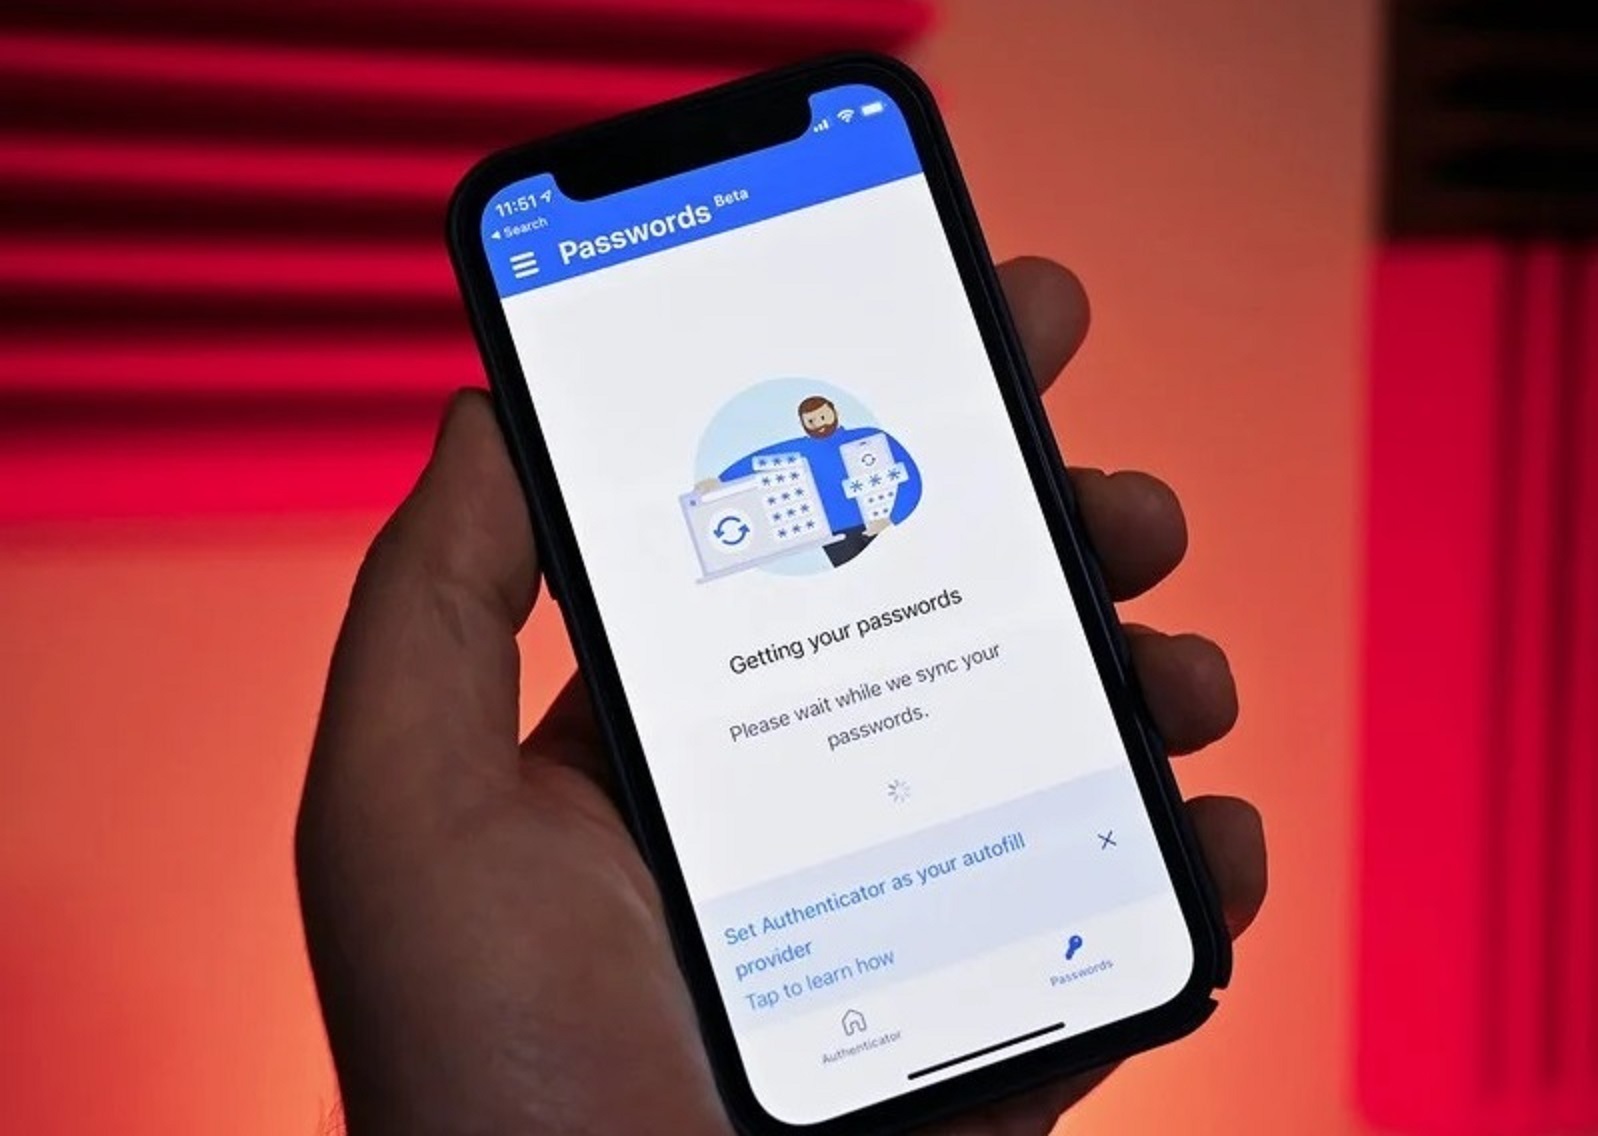 11:51
◀ Search
Passwords Beta
Getting your passwords
Please wait while we sync your
passwords.
Set Authenticator as your autofill
provider
Tap to learn how
Authenticator
Passwords